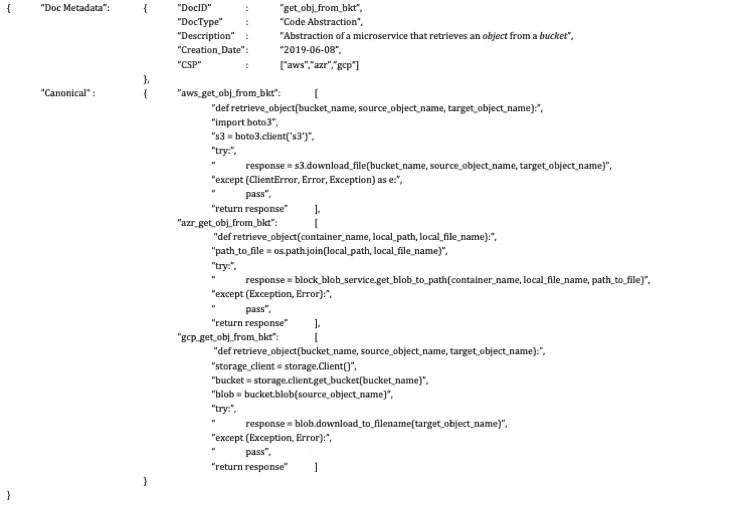 { "Doc Metadata": { "DocID" : "get_obj_from_bkt",
"DocType" : "Code Abstraction",
"Description" : "Abstraction of a microservice that retrieves an object from a bucket",
"Creation_Date": "2019-06-08",
"CSP" : ["aws","azr","gcp"]
},
"Canonical" : { "aws_get_obj_from_bkt": [
"def retrieve_object(bucket_name, source_object_name, target_object_name):",
"import boto3",
"s3 = boto3.client('s3')",
"try:",
" response = s3.download_file(bucket_name, source_object_name, target_object_name)",
"except (ClientError, Error, Exception) as e:",
" pass",
"return response" ],
"azr_get_obj_from_bkt": [
"def retrieve_object(container_name, local_path, local_file_name):",
"path_to_file = os.path.join(local_path, local_file_name)",
"try:",
" response = block_blob_service.get_blob_to_path(container_name, local_file_name, path_to_file)",
"except (Exception, Error):",
" pass",
"return response" ],
"gcp_get_obj_from_bkt": [
"def retrieve_object(bucket_name, source_object_name, target_object_name):",
"storage_client = storage.Client()",
"bucket = storage.client.get_bucket(bucket_name)",
"blob = bucket.blob(source_object_name)",
"try:",
" response = blob.download_to_filename(target_object_name)",
"except (Exception, Error):",
" pass",
"return response" ]
}
}